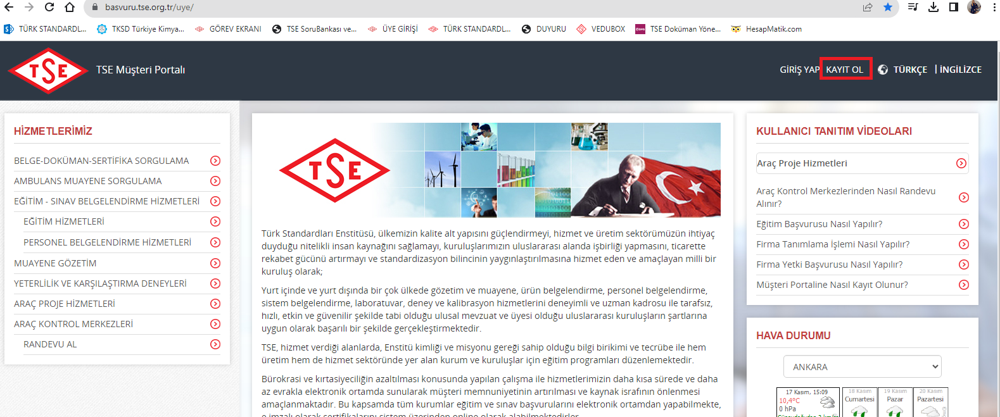 basvuru.tse.org.tr/uye/
TÜRK STANDARDL... TKSD Türkiye Kimya... GÖREV EKRANI TSE SoruBankası ve... ÜYE GİRİŞİ TÜRK STANDARDL... DUYURU VEDUBOX TSE Doküman Yöne... HesapMatik.com
TSE TSE Müşteri Portalı
GİRİŞ YAP KAYIT OL TÜRKÇE | İNGİLİZCE
HİZMETLERİMİZ
BELGE-DOKÜMAN-SERTİFİKA SORGULAMA
AMBULANS MUAYENE SORGULAMA
EĞİTİM - SINAV BELGELENDİRME HİZMETLERİ
EĞİTİM HİZMETLERİ
PERSONEL BELGELENDİRME HİZMETLERİ
MUAYENE GÖZETİM
YETERLİLİK VE KARŞILAŞTIRMA DENEYLERİ
ARAÇ PROJE HİZMETLERİ
ARAÇ KONTROL MERKEZLERİ
RANDEVU AL
TSE
Türk Standardları Enstitüsü, ülkemizin kalite alt yapısını güçlendirmeyi, hizmet ve üretim sektörümüzün ihtiyaç
duyduğu nitelikli insan kaynağını sağlamayı, kuruluşlarımızın uluslararası alanda işbirliği yapmasını, ticarette
rekabet gücünü artırmayı ve standardizasyon bilincinin yaygınlaştırılmasına hizmet eden ve amaçlayan milli bir
kuruluş olarak;
Yurt içinde ve yurt dışında bir çok ülkede gözetim ve muayene, ürün belgelendirme, personel belgelendirme,
sistem belgelendirme, laboratuvar, deney ve kalibrasyon hizmetlerini deneyimli ve uzman kadrosu ile tarafsız,
hızlı, etkin ve güvenilir şekilde tabi olduğu ulusal mevzuat ve üyesi olduğu uluslararası kuruluşların şartlarına
uygun olarak başarılı bir şekilde gerçekleştirmektedir.
TSE, hizmet verdiği alanlarda, Enstitü kimliği ve misyonu gereği sahip olduğu bilgi birikimi ve tecrübe ile hem
üretim hem de hizmet sektöründe yer alan kurum ve kuruluşlar için eğitim programları düzenlemektedir.
Bürokrasi ve kırtasiyeciliğin azaltılması konusunda yapılan çalışma ile hizmetlerimizin daha kısa sürede ve daha
az evrakla elektronik ortamda sunularak müşteri memnuniyetinin artırılması ve kaynak israfının önlenmesi
amaçlanmaktadır. Bu kapsamda tüm kurumlar eğitim ve sınav başvurularını elektronik ortamdan yapabilmekte,
e imzalı olarak sertifikalarını sistem üzerinden online olarak alabilmektedirler
KULLANICI TANITIM VİDEOLARI
Araç Proje Hizmetleri
Araç Kontrol Merkezlerinden Nasıl Randevu
Alınır?
Eğitim Başvurusu Nasıl Yapılır?
Firma Tanımlama İşlemi Nasıl Yapılır?
Firma Yetki Başvurusu Nasıl Yapılır?
Müşteri Portaline Nasıl Kayıt Olunur?
HAVA DURUMU
ANKARA
17 Kasım, 15:09 18 Kasım 19 Kasım 20 Kasım
10,4°C Cumartesi Pazar Pazartesi
0 hPa